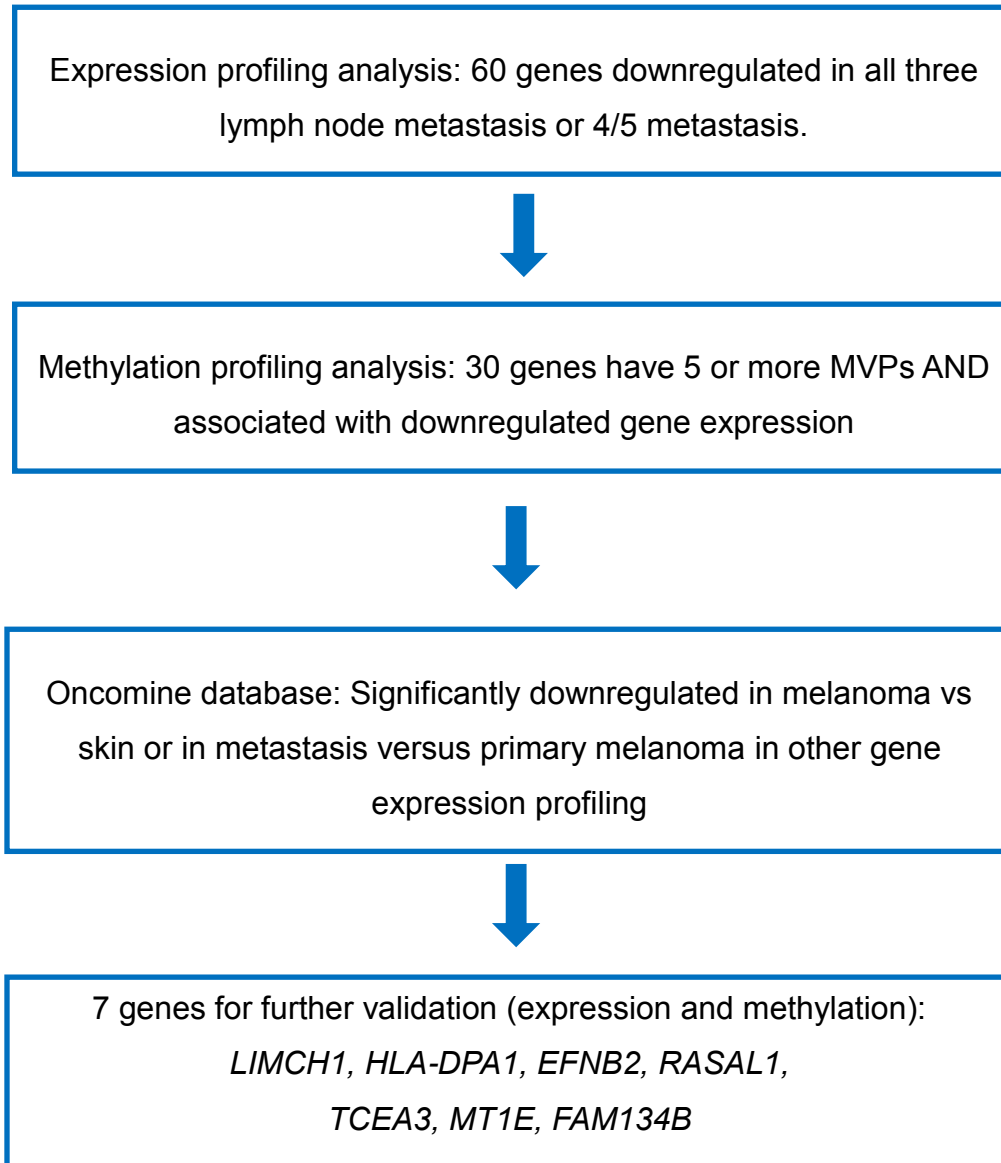 Expression profiling analysis: 60 genes downregulated in all three
lymph node metastasis or 4/5 metastasis.
Methylation profiling analysis: 30 genes have 5 or more MVPs AND
associated with downregulated gene expression
Oncomine database: Significantly downregulated in melanoma vs
skin or in metastasis versus primary melanoma in other gene
expression profiling
7 genes for further validation (expression and methylation):
LIMCH1, HLA-DPA1, EFNB2, RASAL1,
TCEA3, MT1E, FAM134B